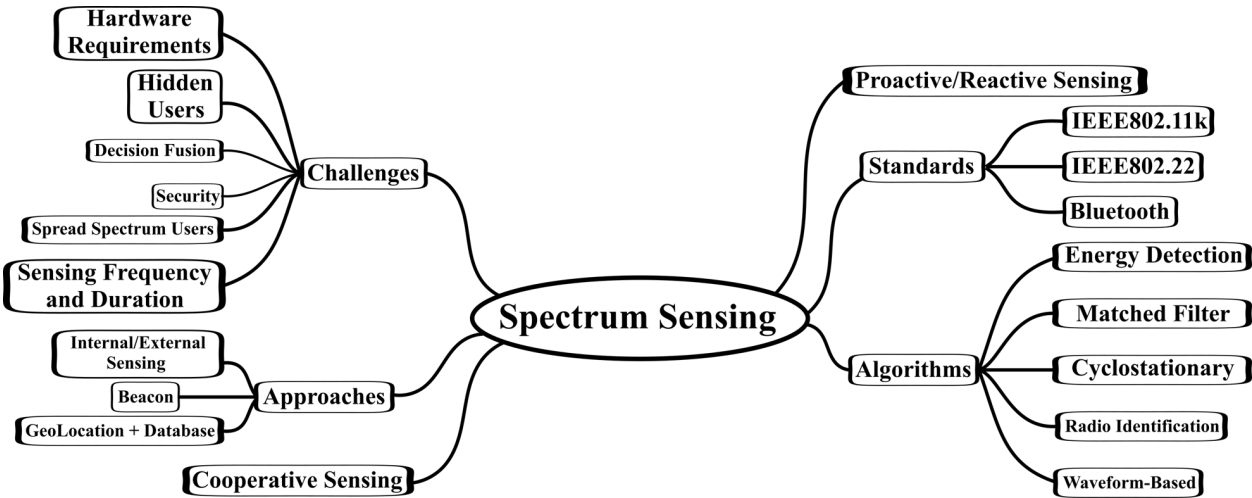 Hardware
Requirements
Hidden
Users
Decision Fusion
Security
Spread Spectrum Users
Sensing Frequency
and Duration
Challenges
Internal/External
Sensing
Beacon
GeoLocation + Database
Approaches
Cooperative Sensing
Spectrum Sensing
Proactive/Reactive Sensing
Standards
IEEE802.11k
IEEE802.22
Bluetooth
Algorithms
Energy Detection
Matched Filter
Cyclostationary
Radio Identification
Waveform-Based